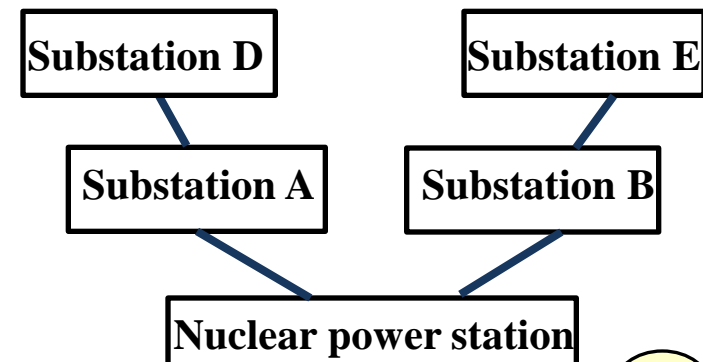 Substation D
Substation E
Substation A
Substation B
Nuclear power station